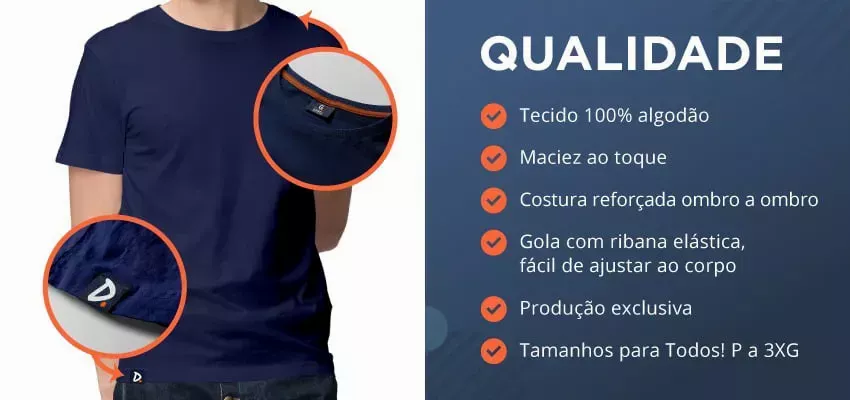 QUALIDADE
Tecido 100% algodão
Maciez ao toque
Costura reforçada ombro a ombro
Gola com ribana elástica,
fácil de ajustar ao corpo
Produção exclusiva
Tamanhos para Todos! P a 3XG
G
D.
D.